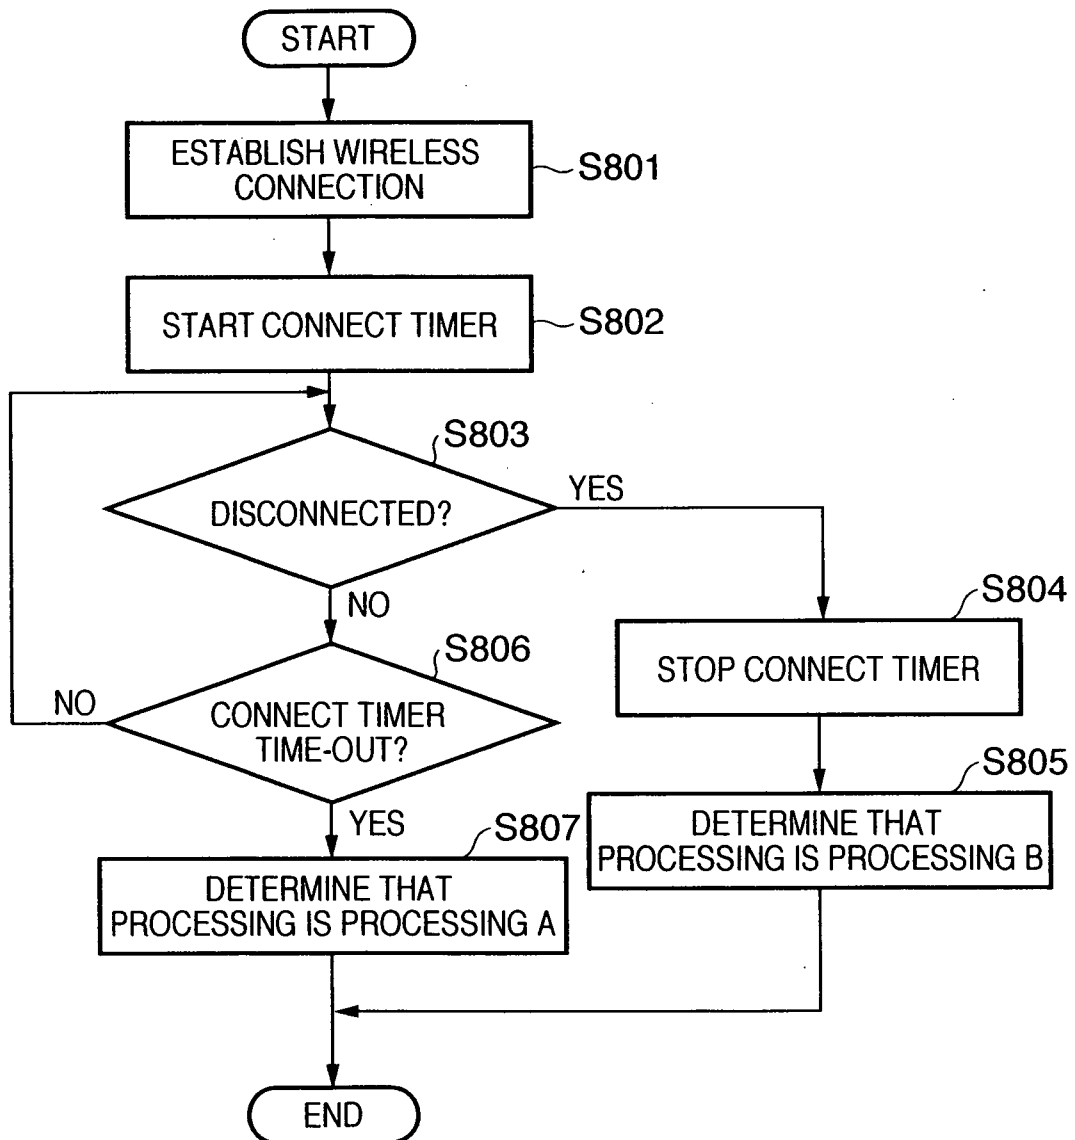 START
ESTABLISH WIRELESS
CONNECTION
S801
START CONNECT TIMER
S802
S803
DISCONNECTED?
YES
NO
S804
STOP CONNECT TIMER
S806
CONNECT TIMER
TIME-OUT?
NO
YES
S805
DETERMINE THAT
PROCESSING IS PROCESSING B
S807
DETERMINE THAT
PROCESSING IS PROCESSING A
END